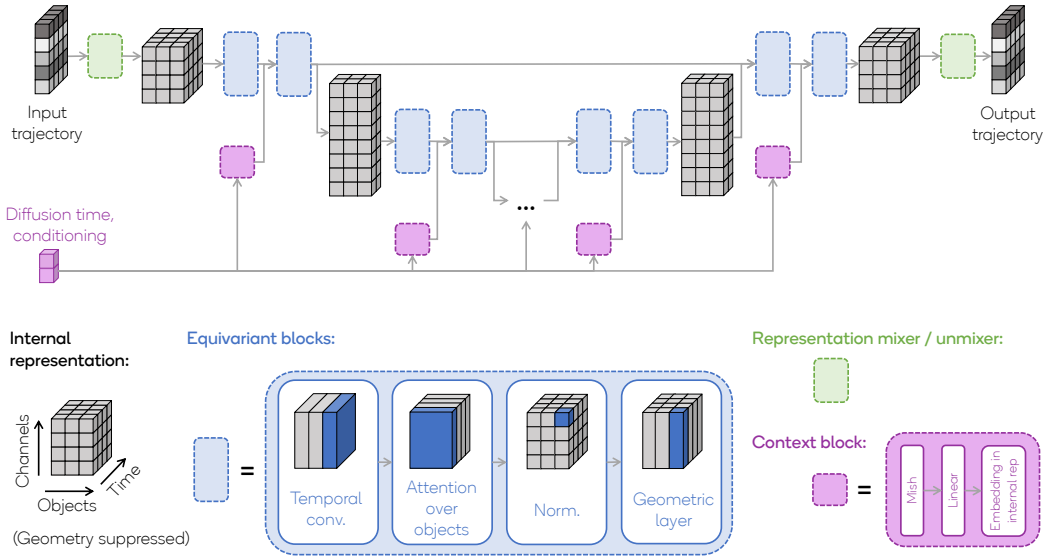 Input
trajectory
Output
trajectory
Diffusion time,
conditioning
...
Internal
representation:
Channels
Objects
Time
(Geometry suppressed)
Equivariant blocks:
=
Temporal
conv.
Attention
over
objects
Norm.
Geometric
layer
Representation mixer / unmixer:
Context block:
=
Mish
Linear
Embedding in
internal rep